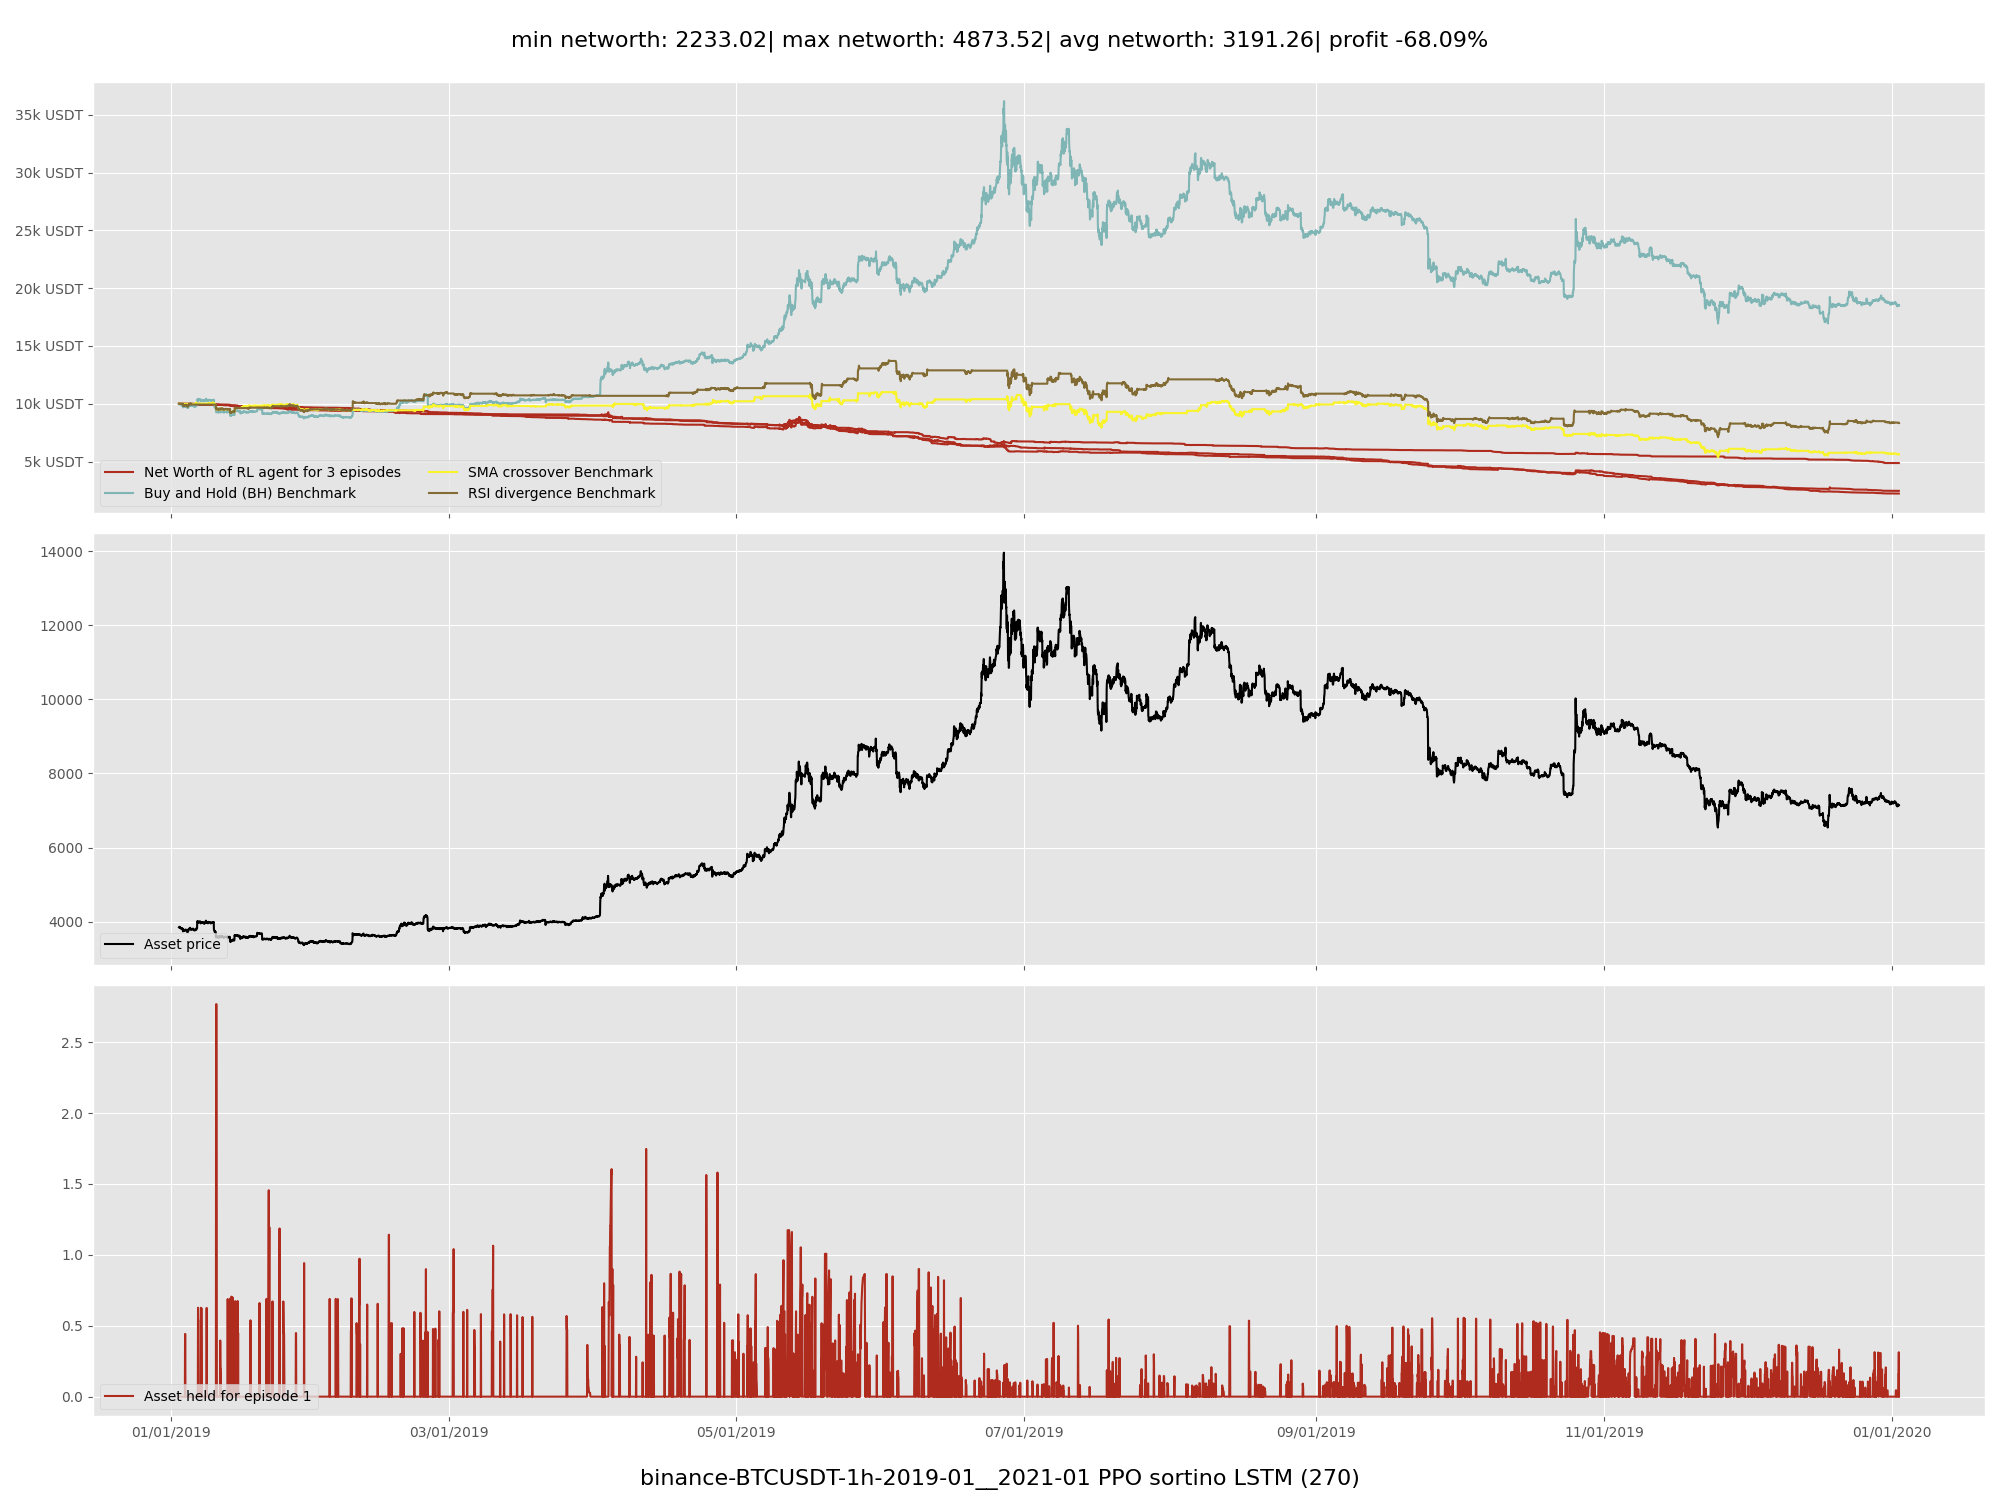 min networth: 2233.02| max networth: 4873.52| avg networth: 3191.26| profit -68.09%
35k USDT
30k USDT
25k USDT
20k USDT
15k USDT
10k USDT
5k USDT
Net Worth of RL agent for 3 episodes
Buy and Hold (BH) Benchmark
SMA crossover Benchmark
RSI divergence Benchmark
14000
12000
10000
8000
6000
4000
Asset price
2.5
2.0
1.5
1.0
0.5
0.0
Asset held for episode 1
01/01/2019 03/01/2019 05/01/2019 07/01/2019 09/01/2019 11/01/2019 01/01/2020
binance-BTCUSDT-1h-2019-01__2021-01 PPO sortino LSTM (270)